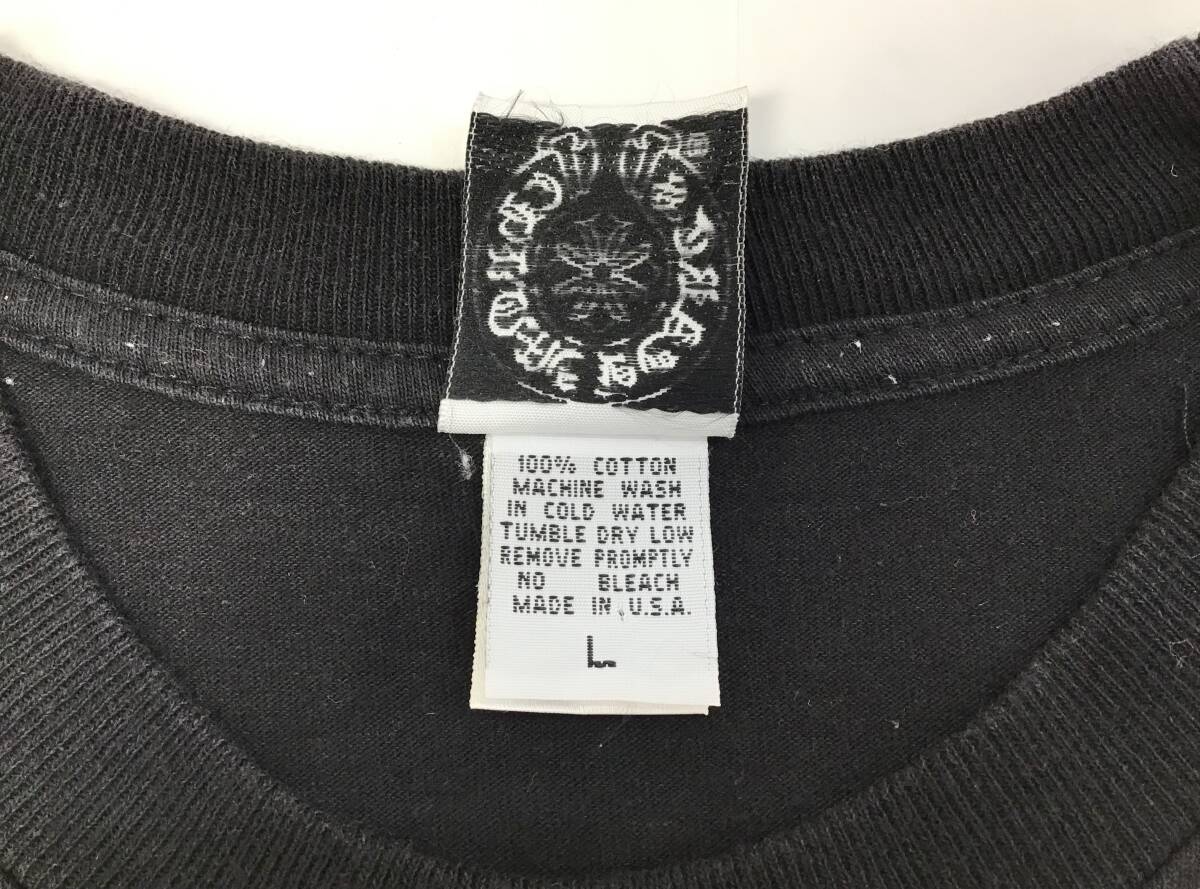 100% COTTON
MACHINE WASH
IN COLD WATER
TUMBLE DRY LOW
REMOVE PROMPTLY
NO BLEACH
MADE IN U.S.A.
L